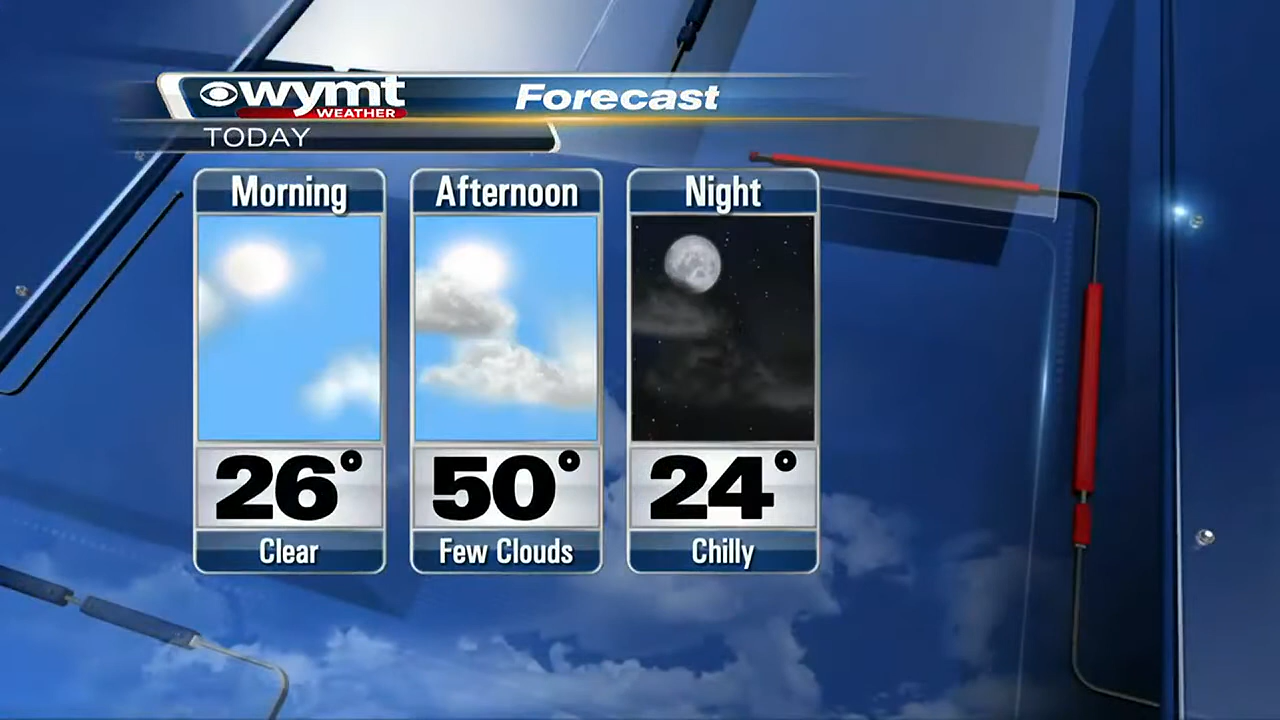 wymt Forecast
WEATHER
TODAY
Morning Afternoon Night
26° 50° 24°
Clear Few Clouds Chilly